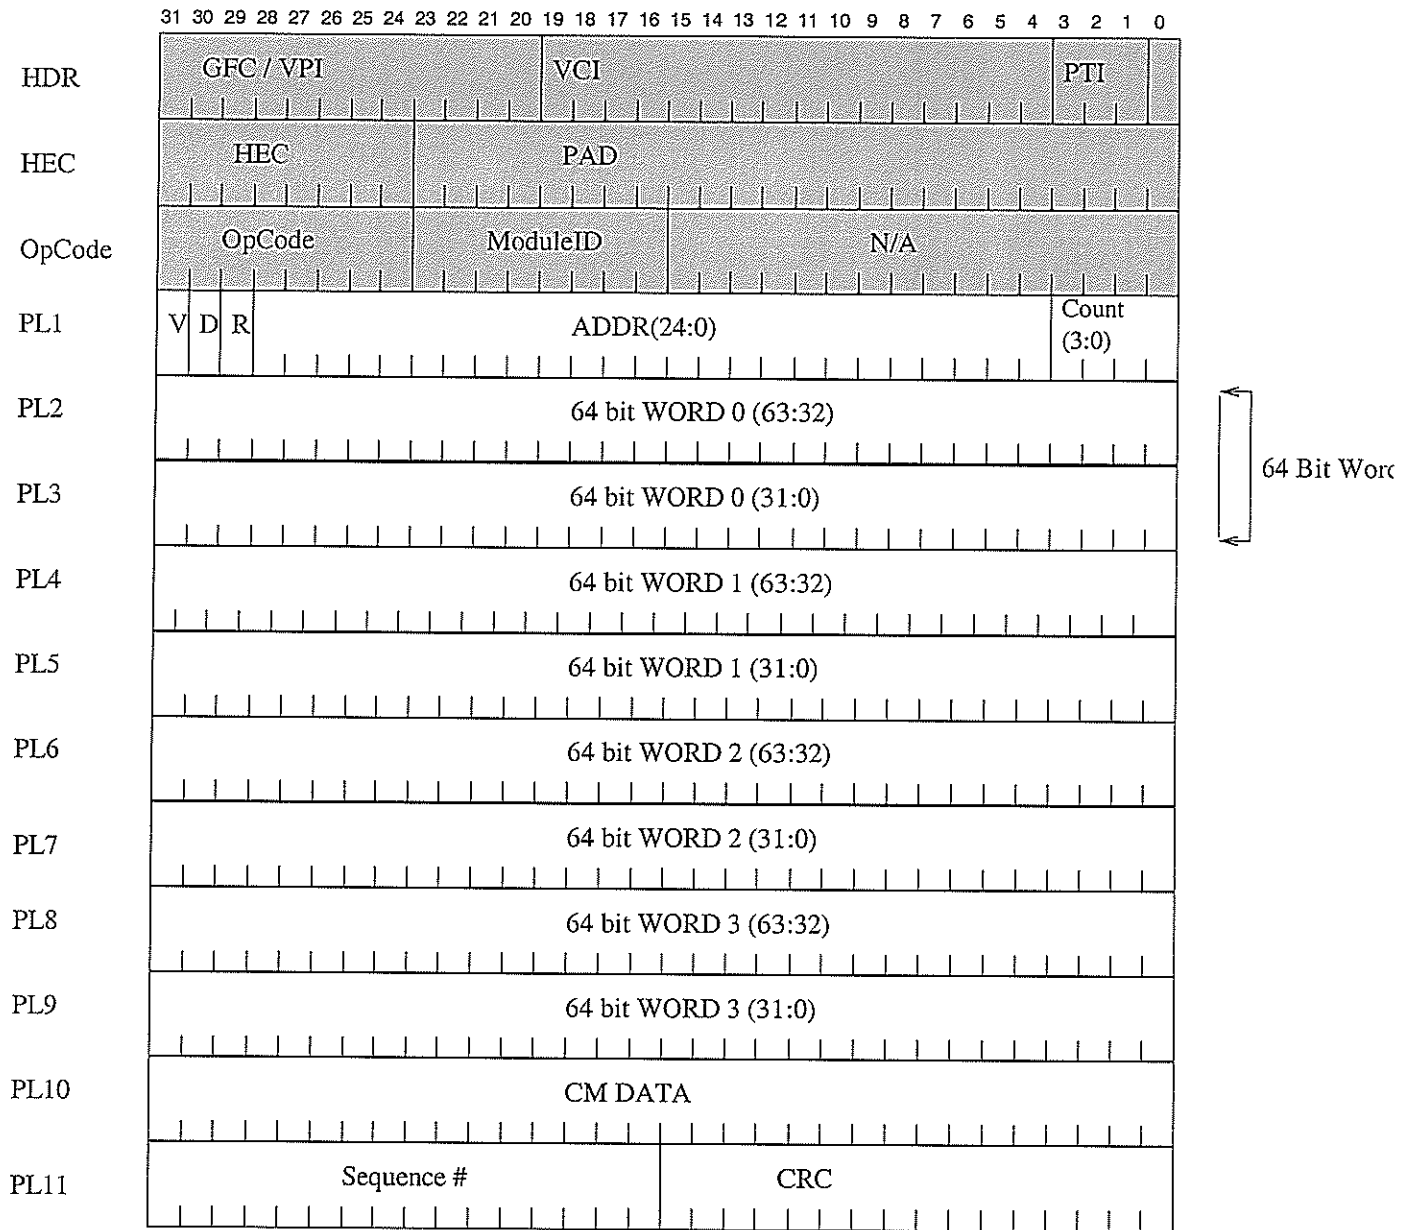 31 30 29 28 27 26 25 24 23 22 21 20 19 18 17 16 15 14 13 12 11 10 9 8 7 6 5 4 3 2 1 0
HDR GFC / VPI VCI PTI
HEC HEC PAD
OpCode OpCode ModuleID N/A
PL1 V D R ADDR(24:0) Count
(3:0)
PL2 64 bit WORD 0 (63:32)
64 Bit Word
PL3 64 bit WORD 0 (31:0)
PL4 64 bit WORD 1 (63:32)
PL5 64 bit WORD 1 (31:0)
PL6 64 bit WORD 2 (63:32)
PL7 64 bit WORD 2 (31:0)
PL8 64 bit WORD 3 (63:32)
PL9 64 bit WORD 3 (31:0)
PL10 CM DATA
PL11 Sequence # CRC